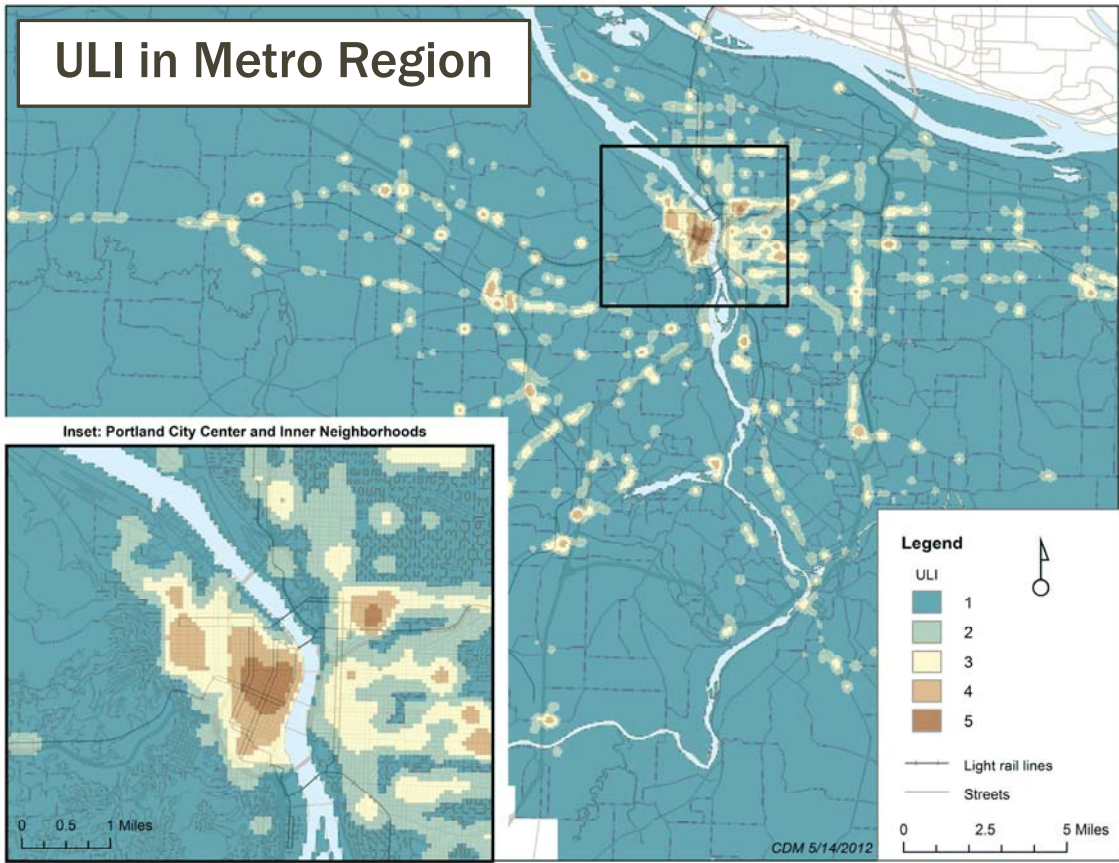 ULI in Metro Region
Inset: Portland City Center and Inner Neighborhoods
0 0.5 1 Miles
Legend
ULI
1
2
3
4
5
Light rail lines
Streets
0 2.5 5 Miles
CDM 5/14/2012